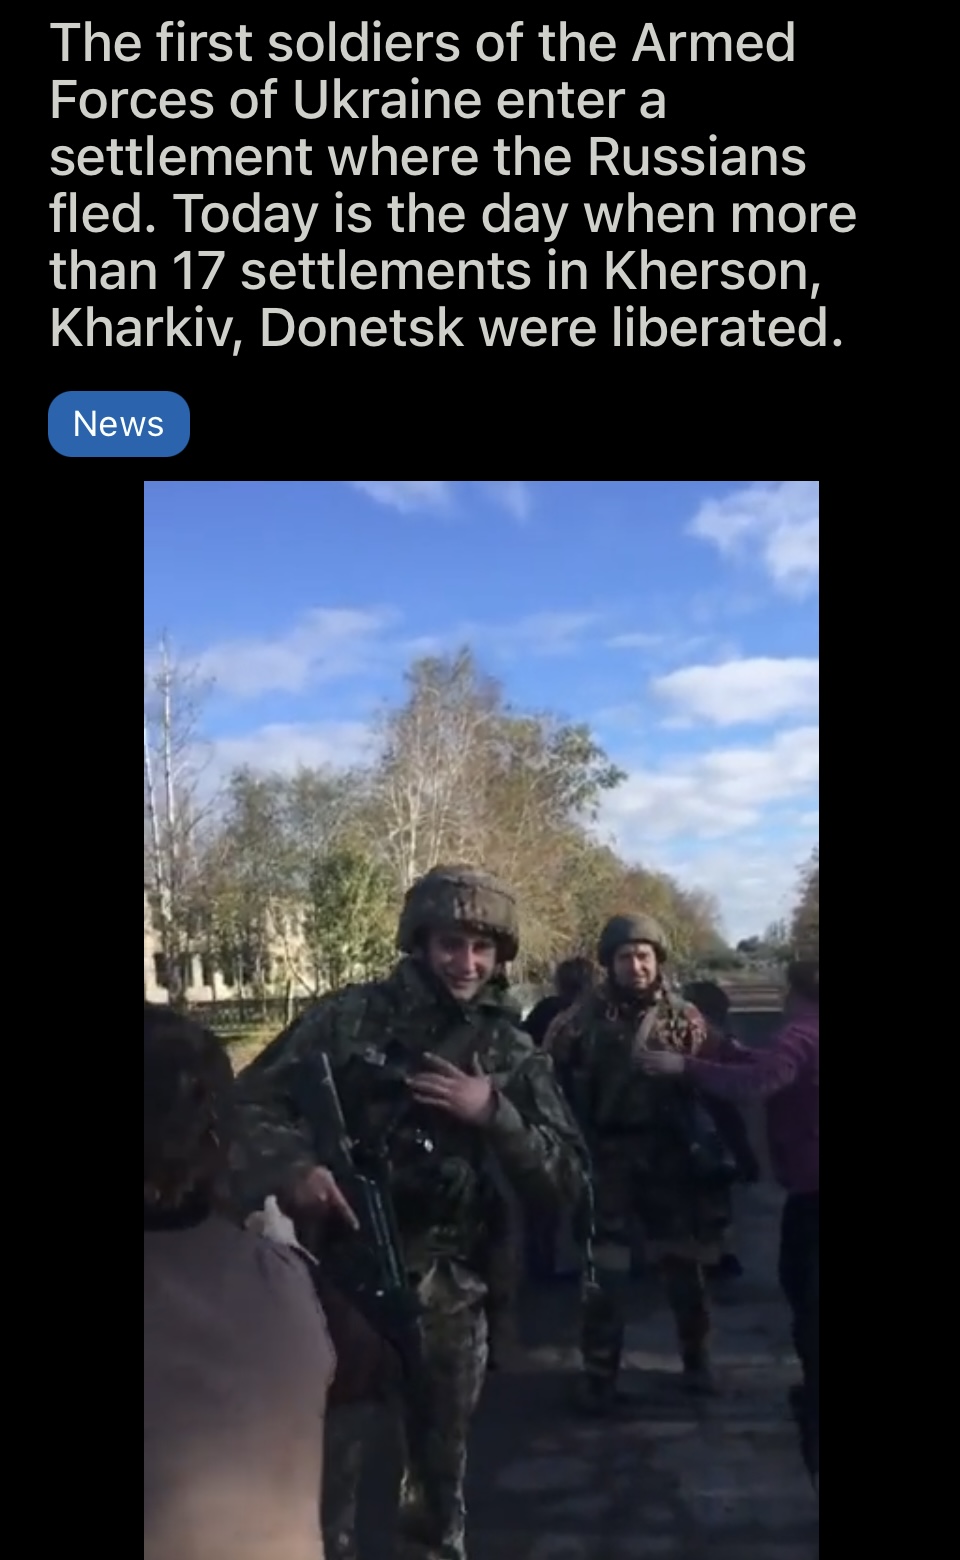 The first soldiers of the Armed
Forces of Ukraine enter a
settlement where the Russians
fled. Today is the day when more
than 17 settlements in Kherson,
Kharkiv, Donetsk were liberated.
News